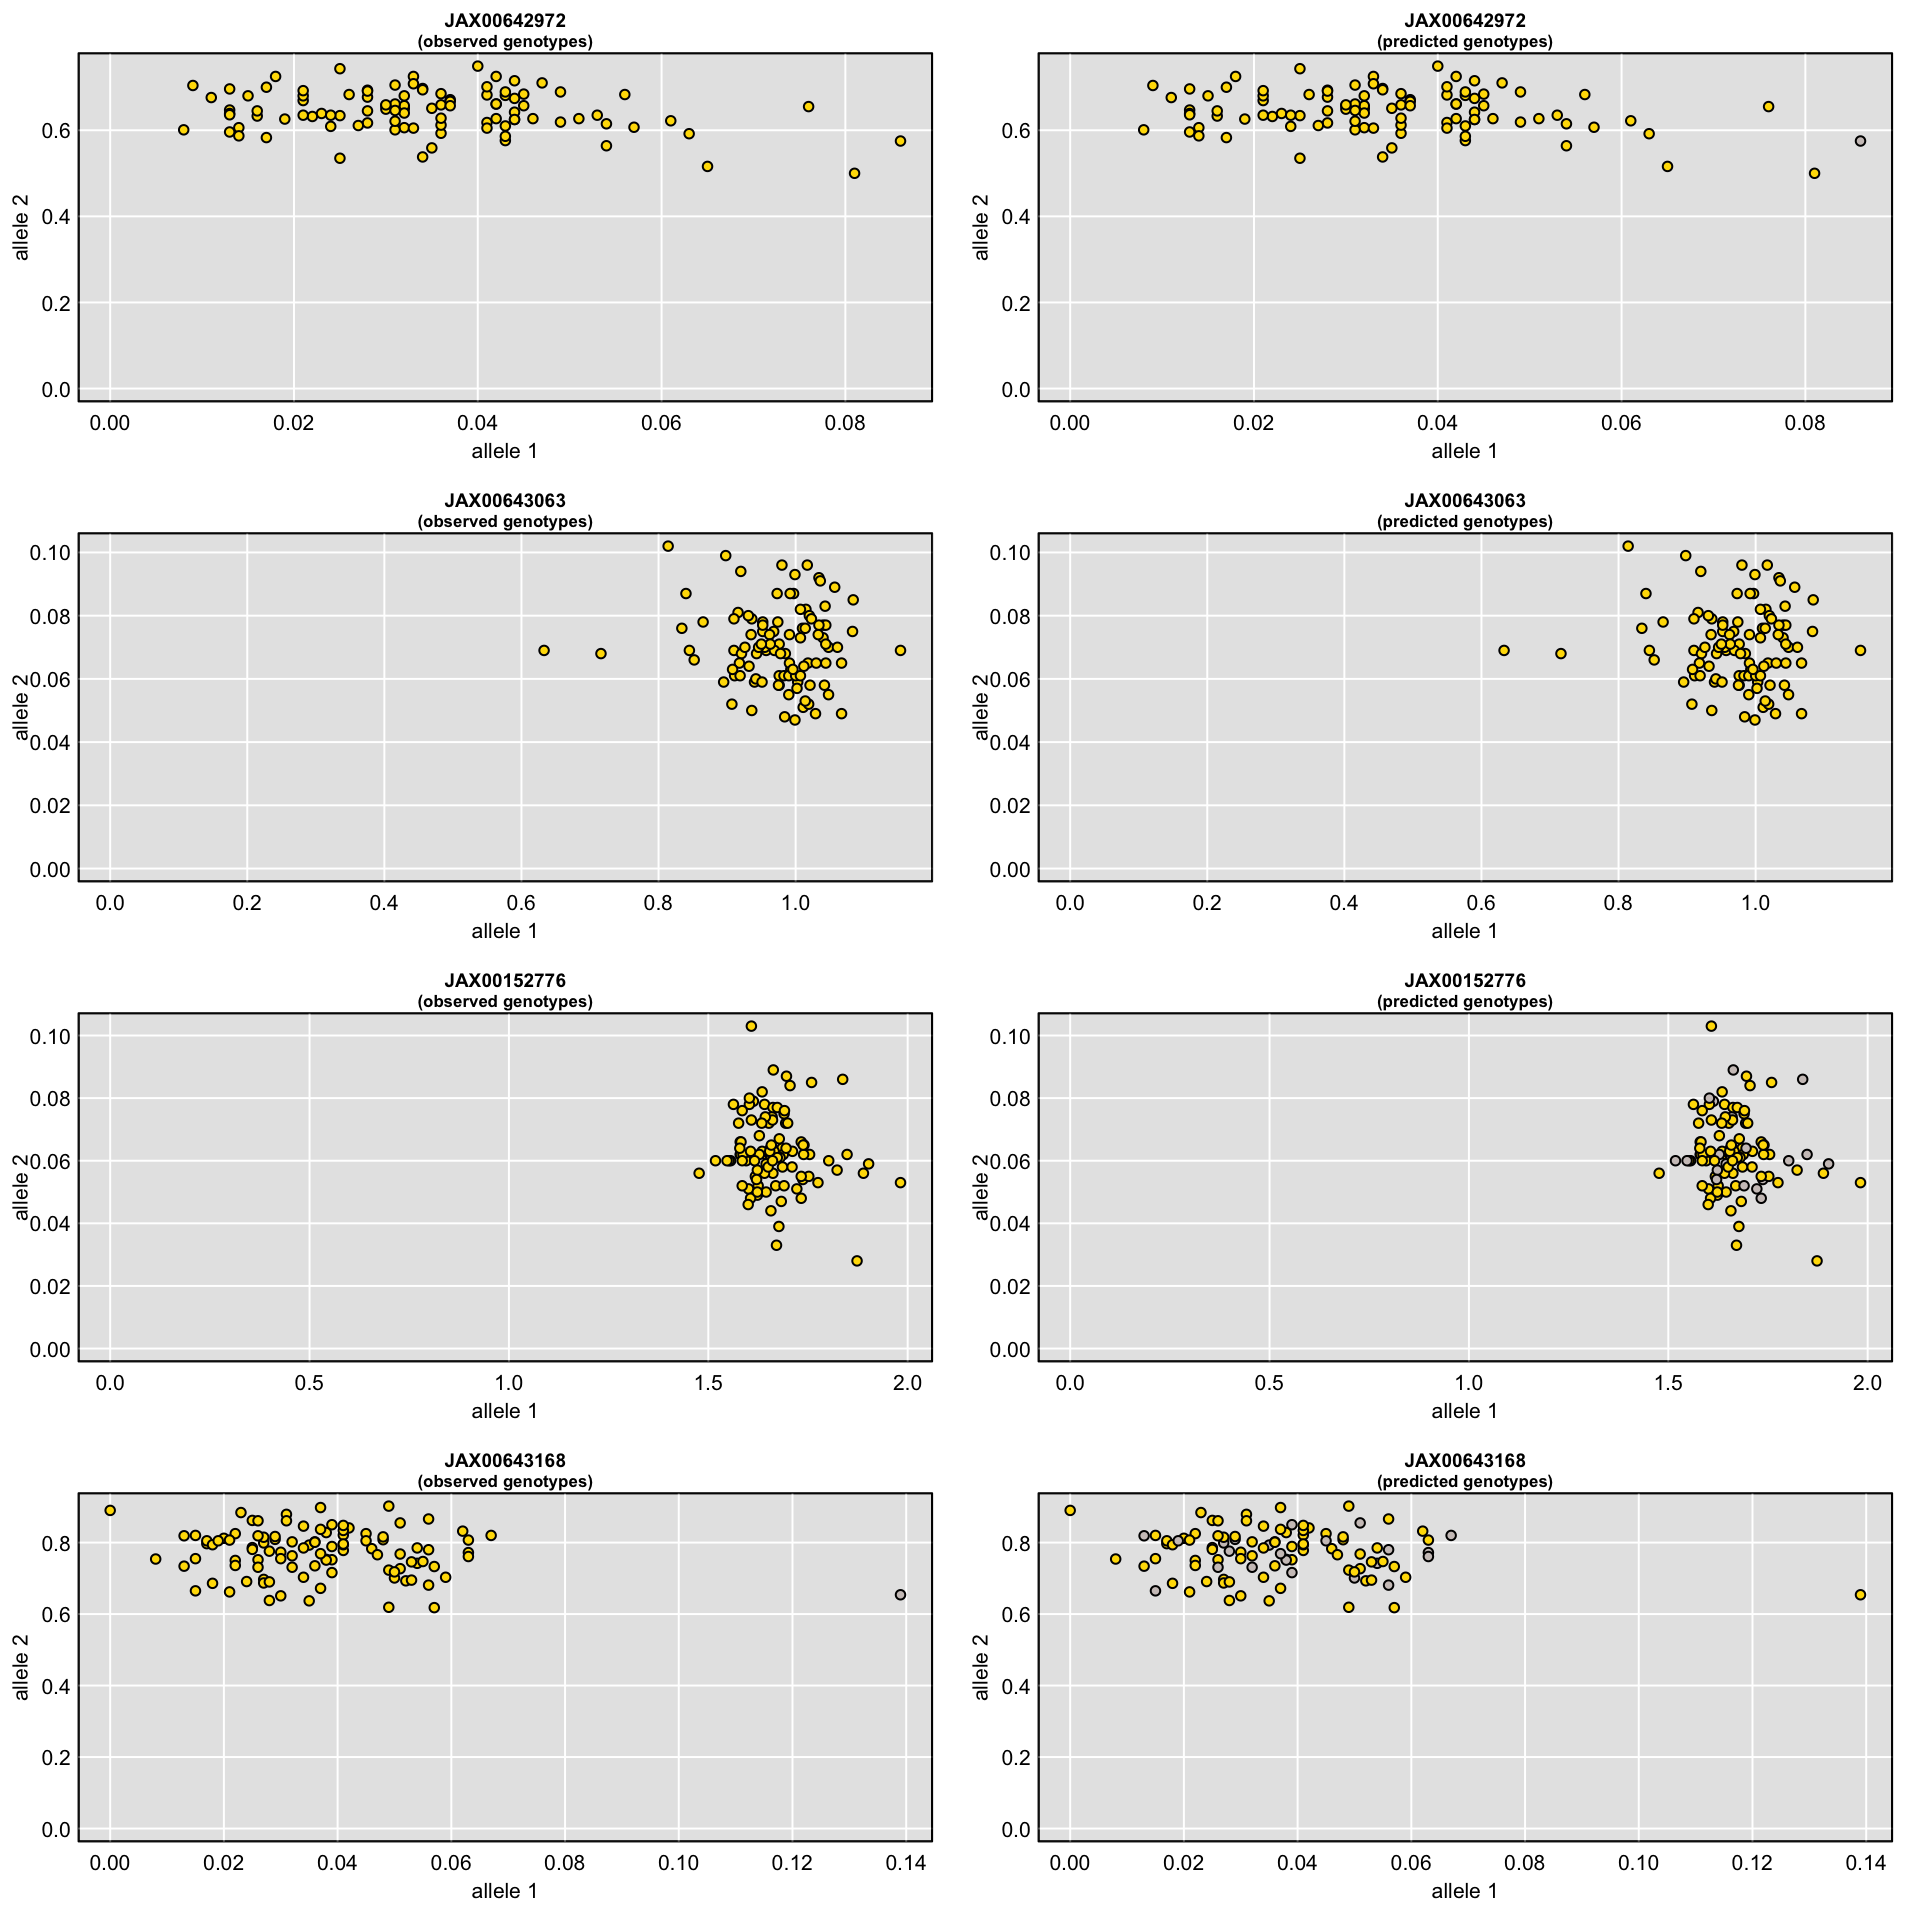 JAX00642972
(observed genotypes)
allele 2
0.6
0.4
0.2
0.0
0.00 0.02 0.04 0.06 0.08
allele 1
JAX00642972
(predicted genotypes)
allele 2
0.6
0.4
0.2
0.0
0.00 0.02 0.04 0.06 0.08
allele 1
JAX00643063
(observed genotypes)
allele 2
0.10
0.08
0.06
0.04
0.02
0.00
0.0 0.2 0.4 0.6 0.8 1.0
allele 1
JAX00643063
(predicted genotypes)
allele 2
0.10
0.08
0.06
0.04
0.02
0.00
0.0 0.2 0.4 0.6 0.8 1.0
allele 1
JAX00152776
(observed genotypes)
allele 2
0.10
0.08
0.06
0.04
0.02
0.00
0.0 0.5 1.0 1.5 2.0
allele 1
JAX00152776
(predicted genotypes)
allele 2
0.10
0.08
0.06
0.04
0.02
0.00
0.0 0.5 1.0 1.5 2.0
allele 1
JAX00643168
(observed genotypes)
allele 2
0.8
0.6
0.4
0.2
0.0
0.00 0.02 0.04 0.06 0.08 0.10 0.12 0.14
allele 1
JAX00643168
(predicted genotypes)
allele 2
0.8
0.6
0.4
0.2
0.0
0.00 0.02 0.04 0.06 0.08 0.10 0.12 0.14
allele 1